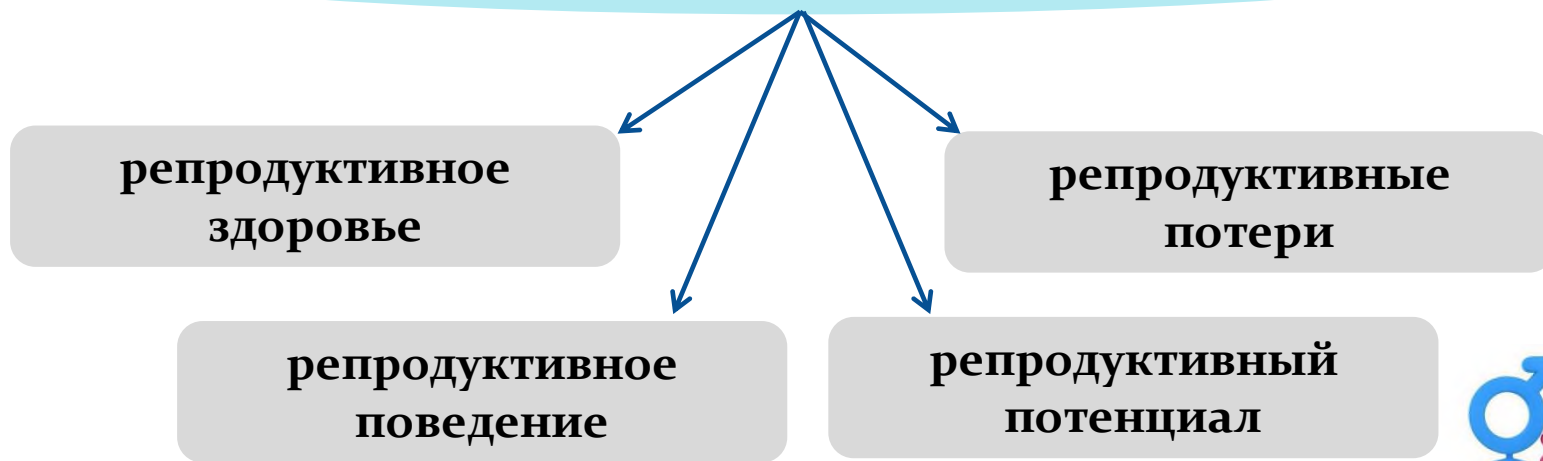 репродуктивное
здоровье
репродуктивные
потери
репродуктивное
поведение
репродуктивный
потенциал